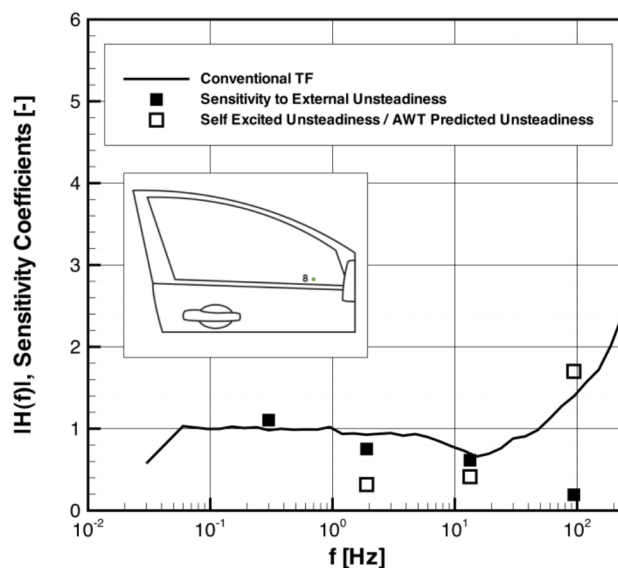 6
Conventional TF
Sensitivity to External Unsteadiness
Self Excited Unsteadiness / AWT Predicted Unsteadiness
5
4
3
8
2
1
0
10-2 10-1 100 101 102
f [Hz]
|H(f)|, Sensitivity Coefficients [-]